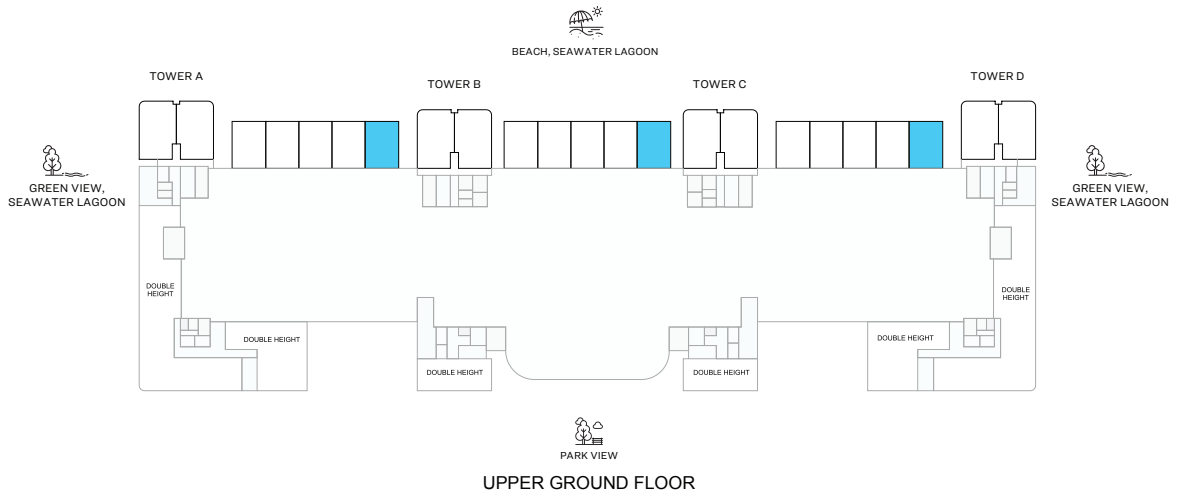 BEACH, SEAWATER LAGOON
TOWER A
TOWER B
TOWER C
TOWER D
GREEN VIEW,
SEAWATER LAGOON
GREEN VIEW,
SEAWATER LAGOON
DOUBLE
HEIGHT
DOUBLE
HEIGHT
DOUBLE HEIGHT
DOUBLE HEIGHT
DOUBLE HEIGHT
DOUBLE HEIGHT
PARK VIEW
UPPER GROUND FLOOR